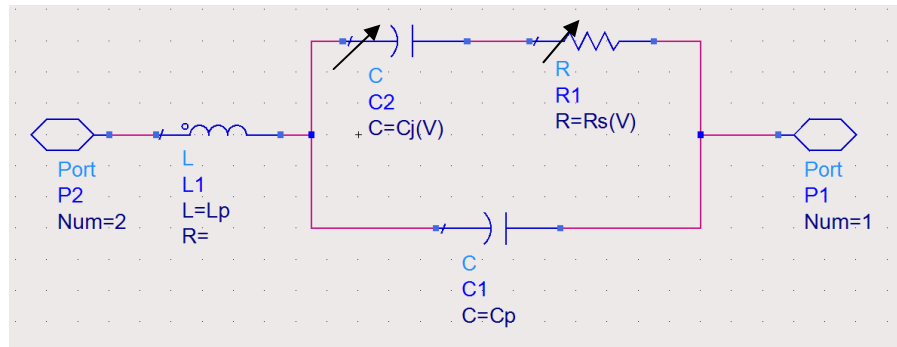 C
C2
C=Cj(V)
R
R1
R=Rs(V)
Port
P2
Num=2
L
L1
L=Lp
R=
Port
P1
Num=1
C
C1
C=Cp